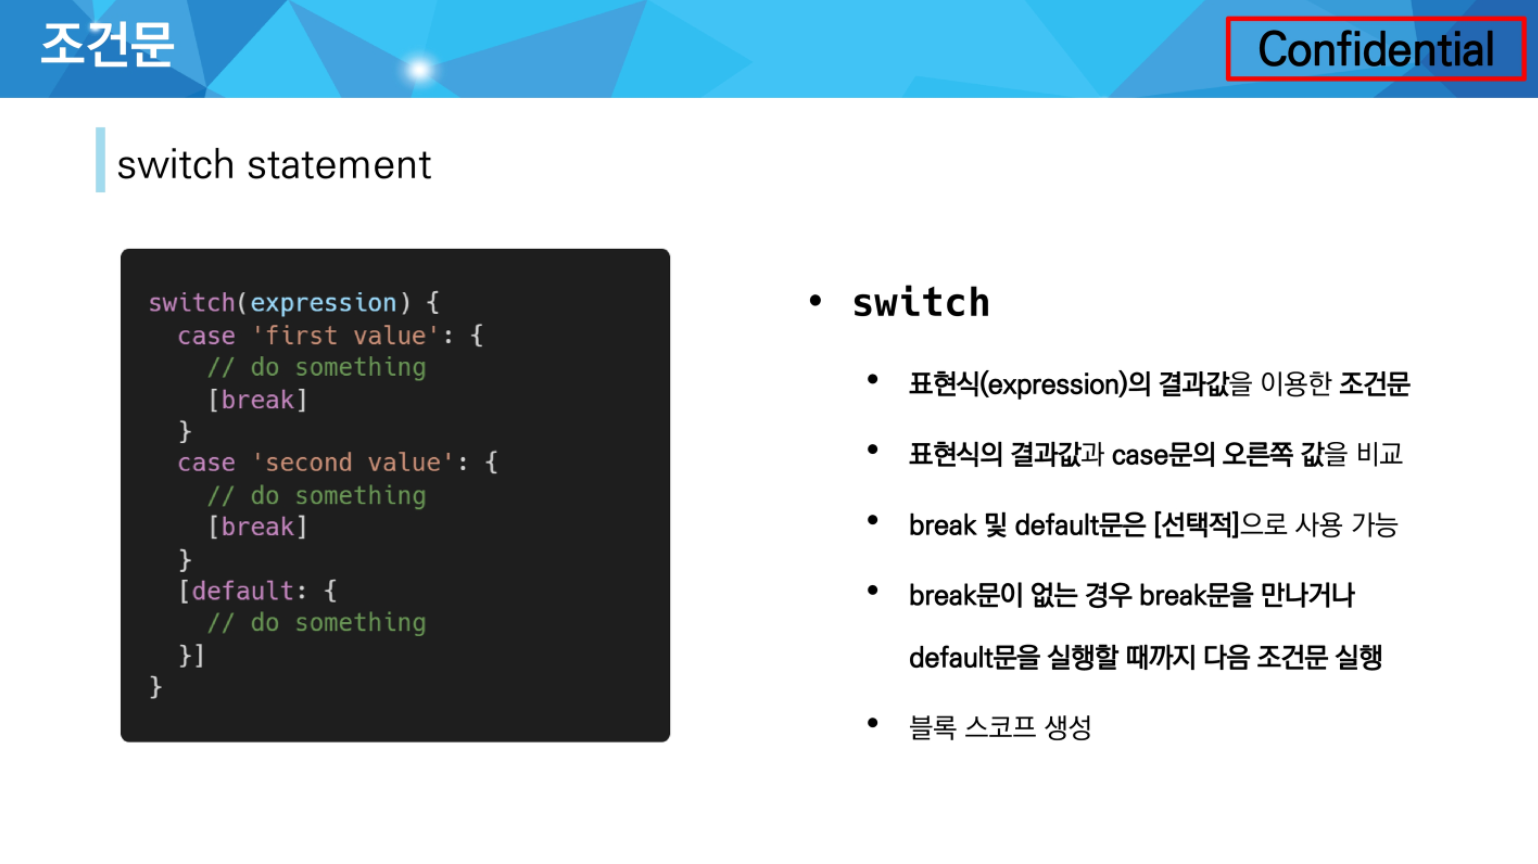 조건문
Confidential
switch statement
switch(expression) {
  case 'first value': {
    // do something
    [break]
  }
  case 'second value': {
    // do something
    [break]
  }
  [default: {
    // do something
  }]
}
• switch
• 표현식(expression)의 결과값을 이용한 조건문
• 표현식의 결과값과 case문의 오른쪽 값을 비교
• break 및 default문은 [선택적]으로 사용 가능
• break문이 없는 경우 break문을 만나거나
default문을 실행할 때까지 다음 조건문 실행
• 블록 스코프 생성